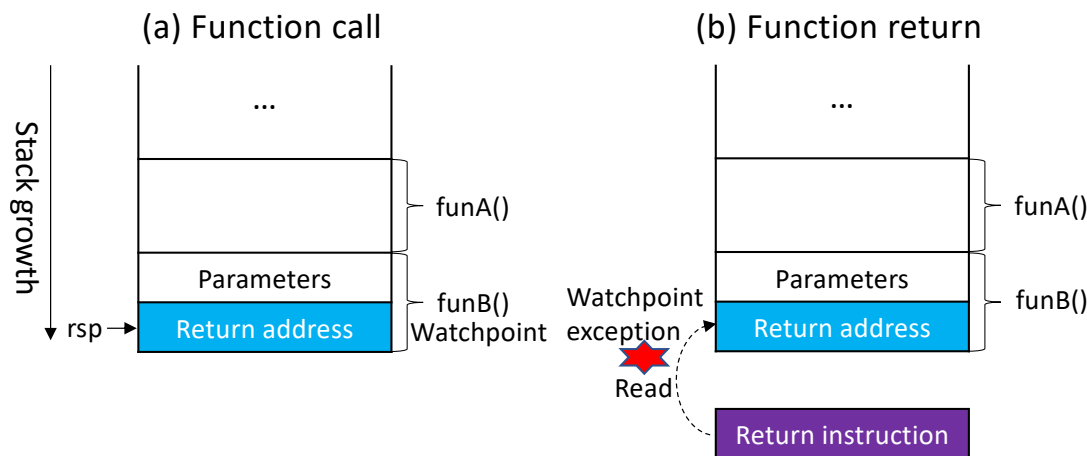 (a) Function call
...
Stack growth
funA()
Parameters
funB()
Watchpoint
rsp
Return address
(b) Function return
...
funA()
Parameters
funB()
Watchpoint
exception
Return address
Read
Return instruction